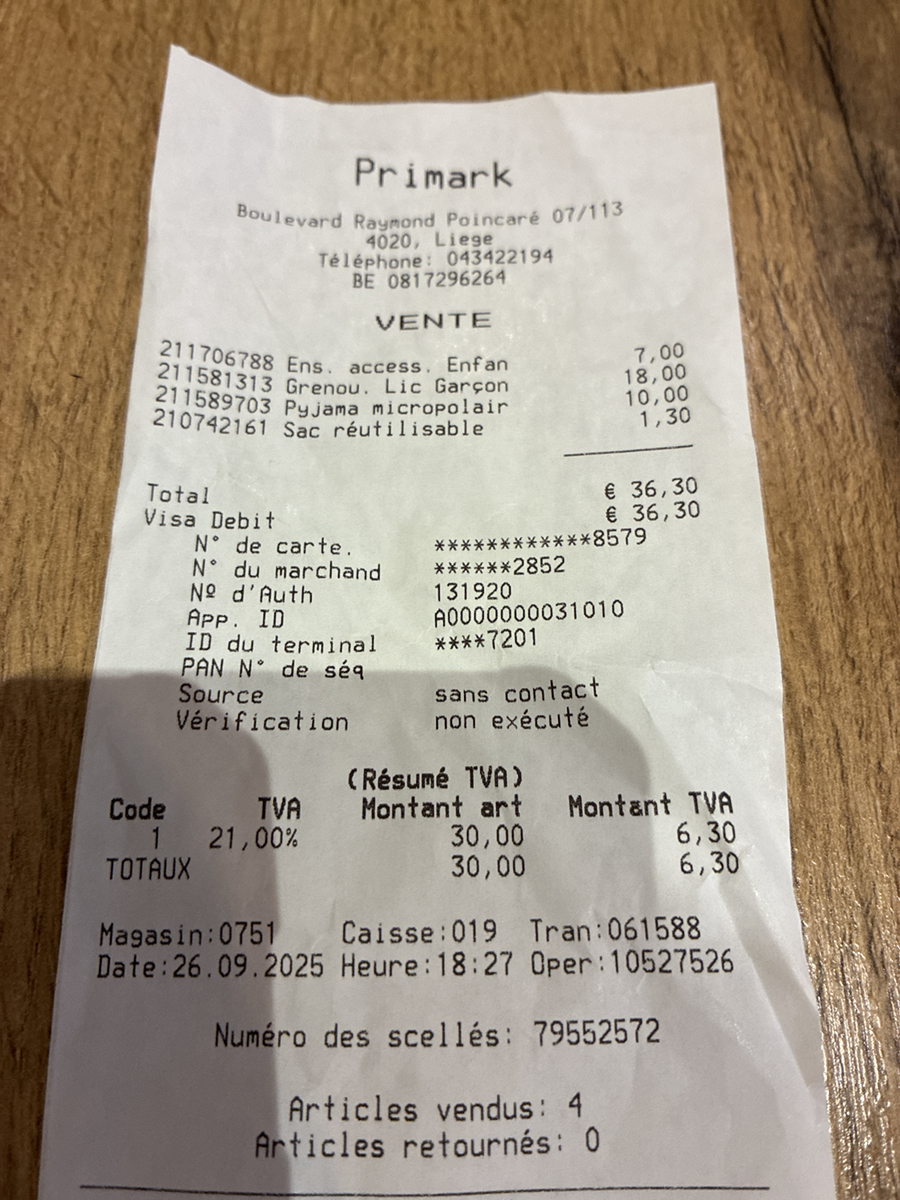 Primark
Boulevard Raymond Poincaré 07/113
4020, Liege
Téléphone: 043422194
BE 0817296264
VENTE
211706788 Ens. access. Enfan 7,00
211581313 Grenou. Lic Garçon 18,00
211589703 Pyjama micropolair 10,00
210742161 Sac réutilisable 1,30
Total € 36,30
Visa Debit € 36,30
N° de carte. ************8579
N° du marchand ******2852
Nº d'Auth 131920
App. ID A0000000031010
ID du terminal ****7201
PAN N° de séq
Source sans contact
Vérification non exécuté
(Résumé TVA)
Code TVA Montant art Montant TVA
1 21,00% 30,00 6,30
TOTAUX 30,00 6,30
Magasin:0751 Caisse:019 Tran:061588
Date:26.09.2025 Heure:18:27 Oper:10527526
Numéro des scellés: 79552572
Articles vendus: 4
Articles retournés: 0